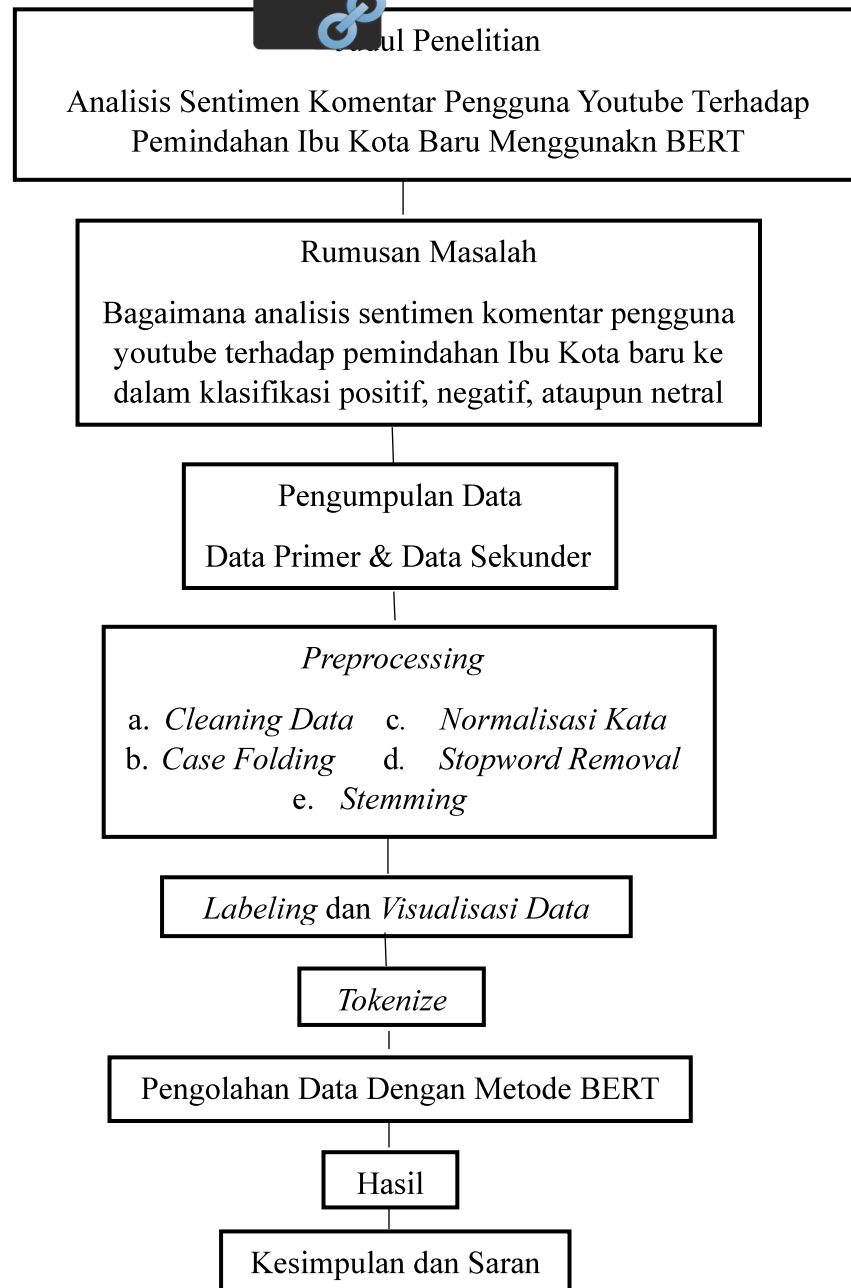 Penelitian
Analisis Sentimen Komentar Pengguna Youtube Terhadap
Pemindahan Ibu Kota Baru Menggunakn BERT
Rumusan Masalah
Bagaimana analisis sentimen komentar pengguna
youtube terhadap pemindahan Ibu Kota baru ke
dalam klasifikasi positif, negatif, ataupun netral
Pengumpulan Data
Data Primer & Data Sekunder
Preprocessing
a. Cleaning Data c. Normalisasi Kata
b. Case Folding d. Stopword Removal
e. Stemming
Labeling dan Visualisasi Data
Tokenize
Pengolahan Data Dengan Metode BERT
Hasil
Kesimpulan dan Saran